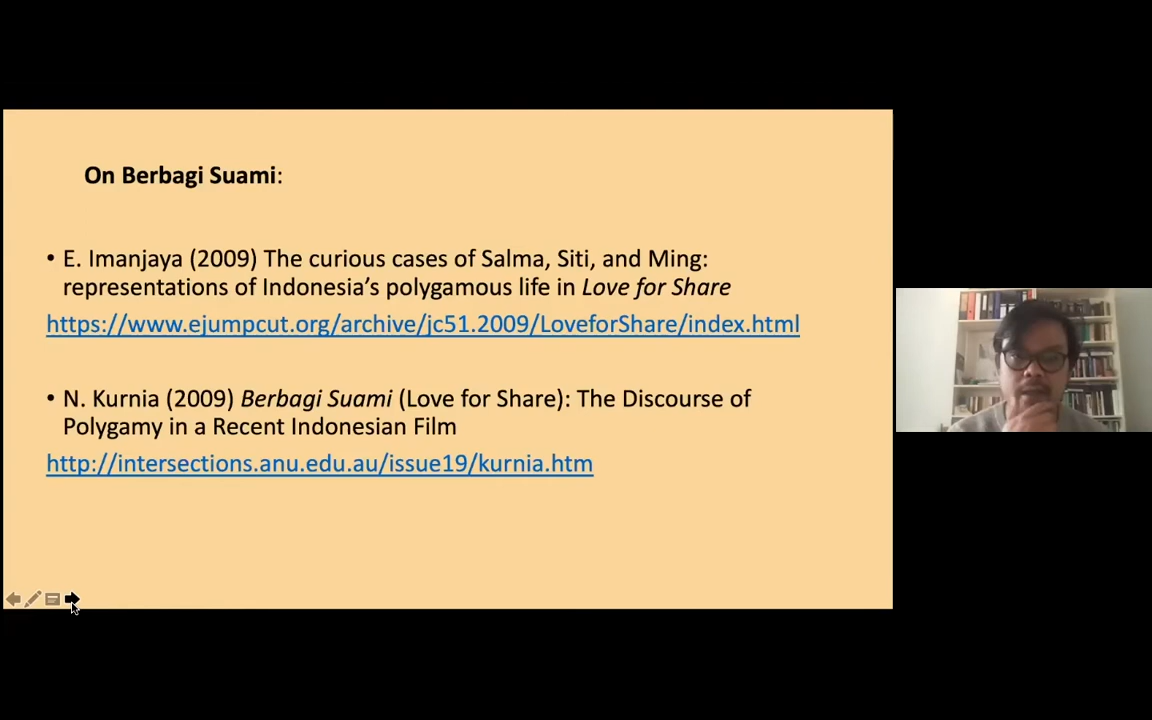 On Berbagi Suami:
• E. Imanjaya (2009) The curious cases of Salma, Siti, and Ming:
representations of Indonesia’s polygamous life in Love for Share
https://www.ejumpcut.org/archive/jc51.2009/LoveforShare/index.html
• N. Kurnia (2009) Berbagi Suami (Love for Share): The Discourse of
Polygamy in a Recent Indonesian Film
http://intersections.anu.edu.au/issue19/kurnia.htm